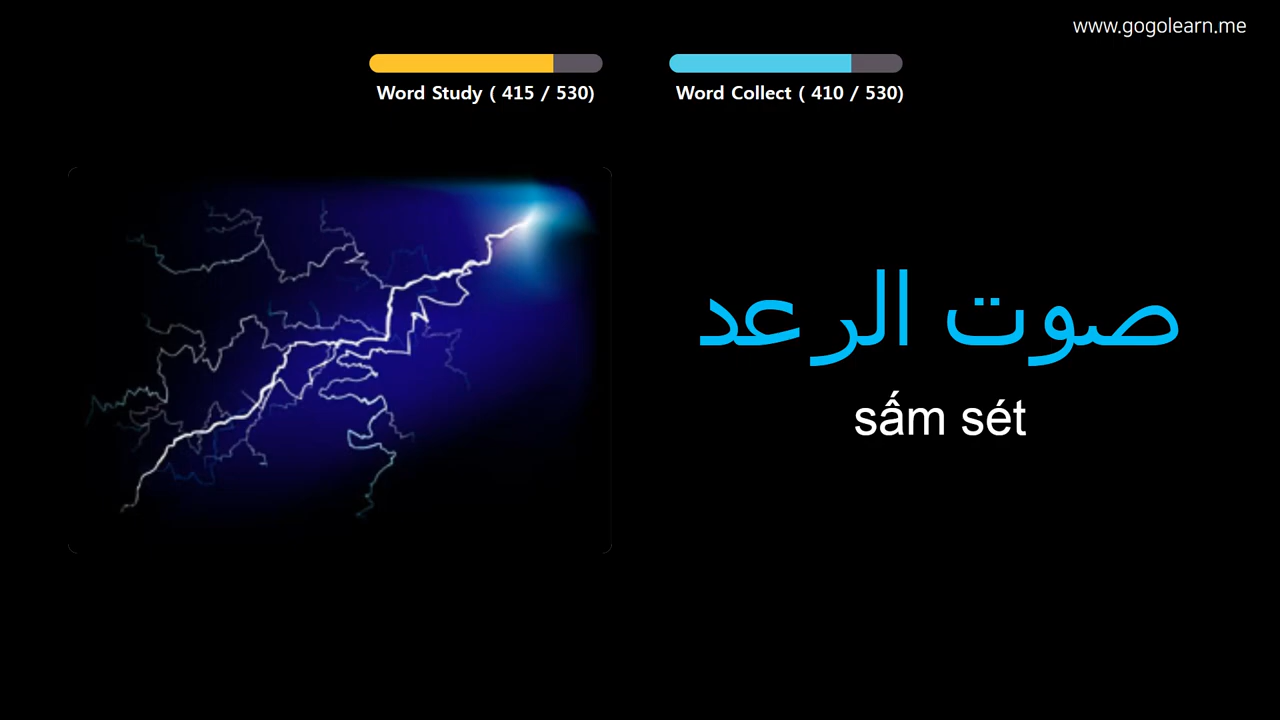 www.gogolearn.me
Word Study ( 415 / 530)
Word Collect ( 410 / 530)
صوت الرعد
sấm sét